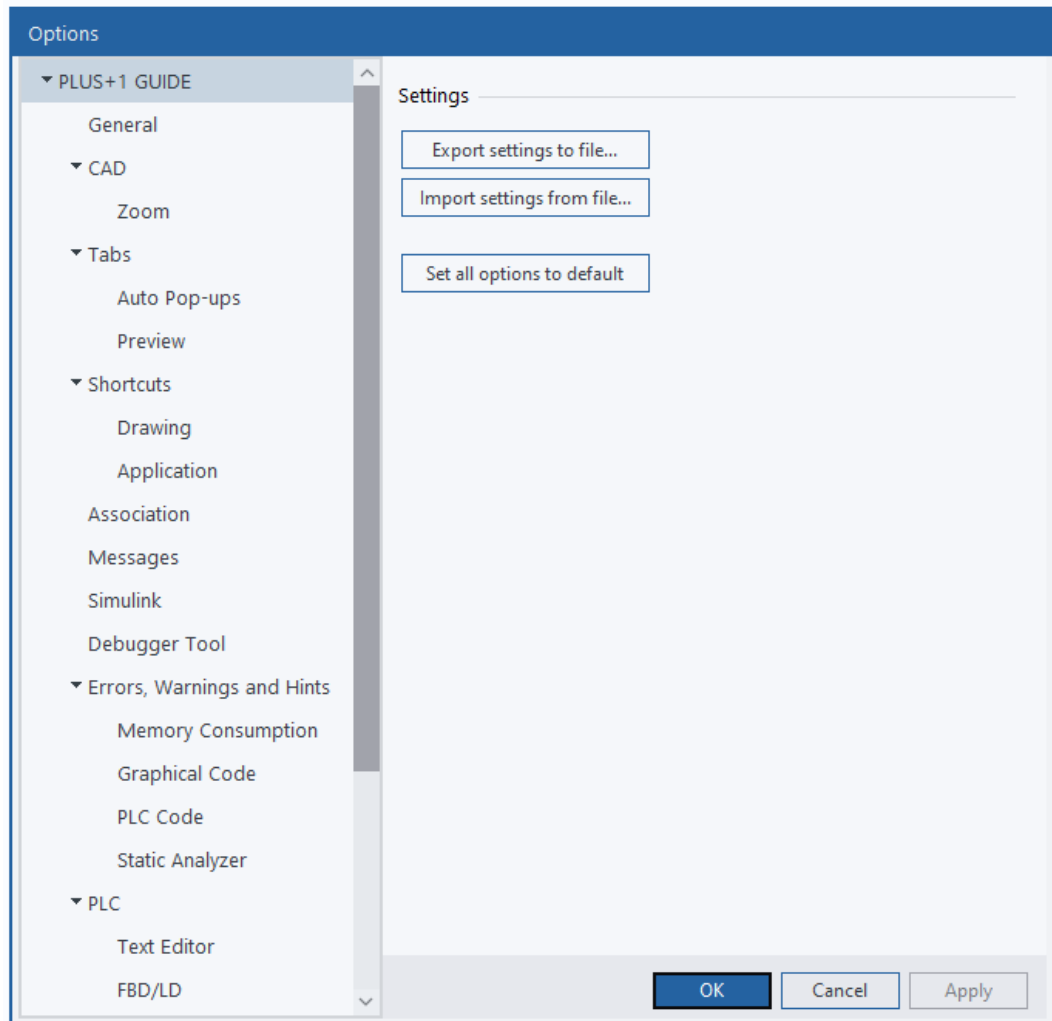 Options
PLUS+1 GUIDE
General
CAD
Zoom
Tabs
Auto Pop-ups
Preview
Shortcuts
Drawing
Application
Association
Messages
Simulink
Debugger Tool
Errors, Warnings and Hints
Memory Consumption
Graphical Code
PLC Code
Static Analyzer
PLC
Text Editor
FBD/LD
Settings
Export settings to file...
Import settings from file...
Set all options to default
OK
Cancel
Apply